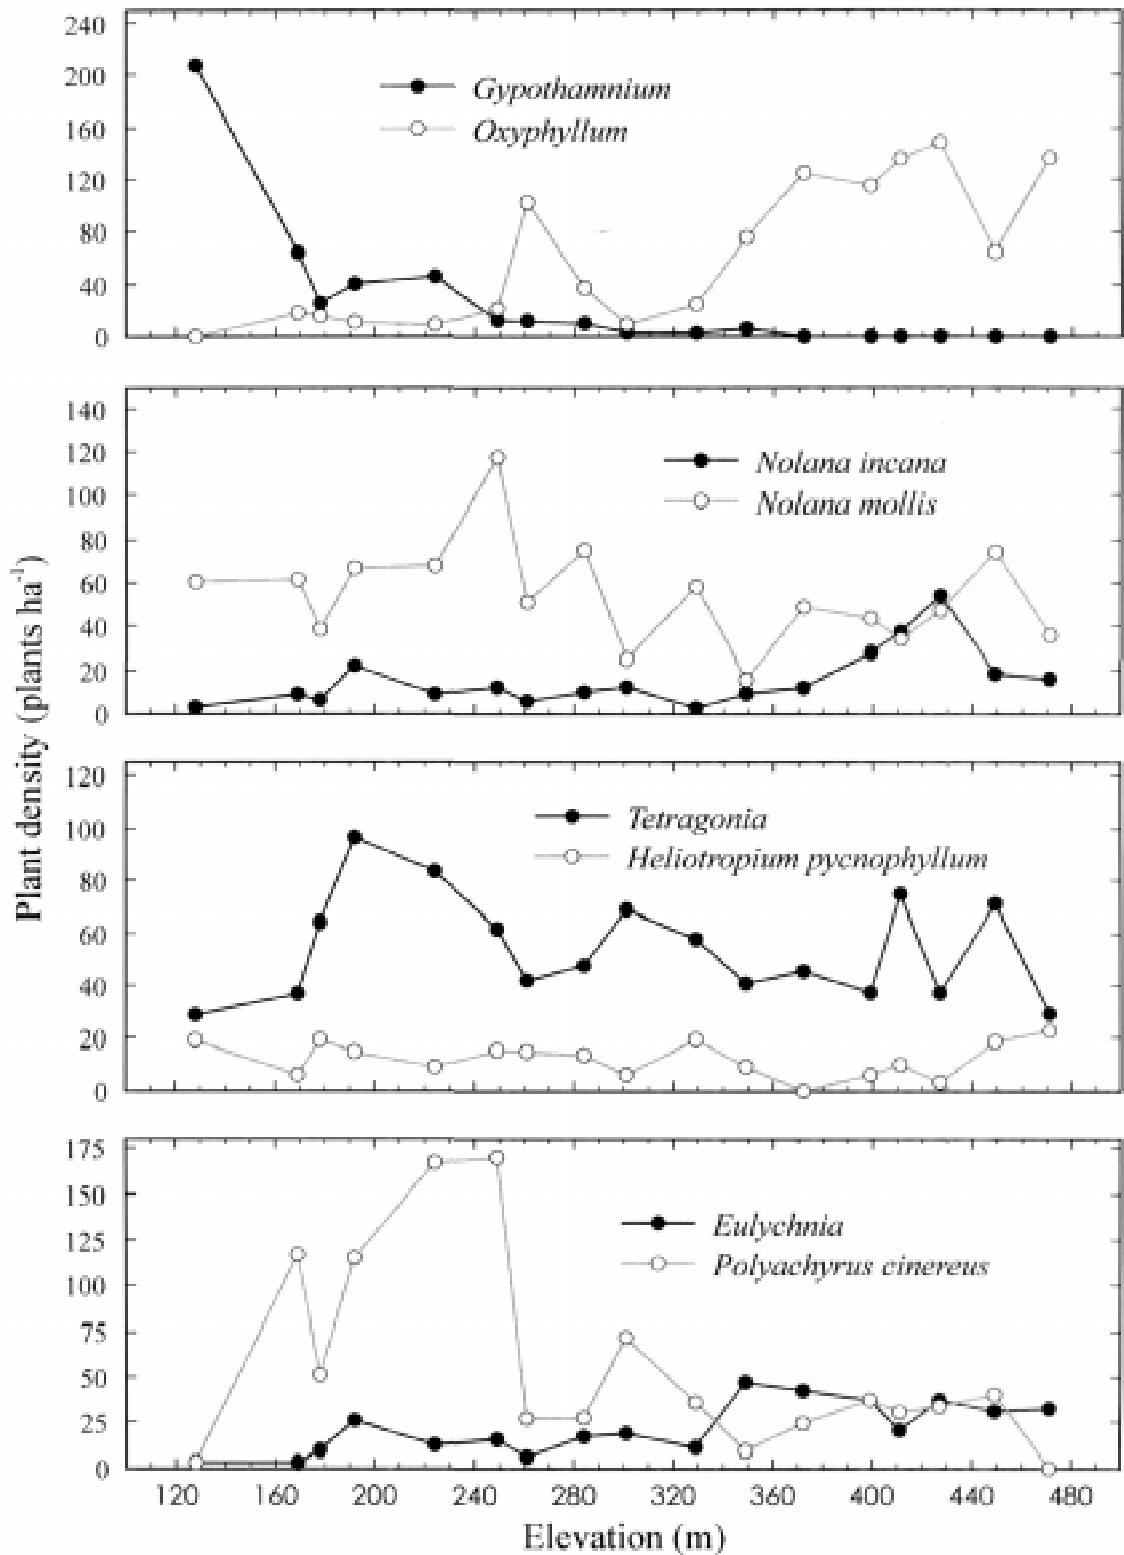 240
200
160
120
80
40
0
Gypothamnium
Oxyphyllum
140
120
100
80
60
40
20
0
Nolana incana
Nolana mollis
Plant density (plants ha⁻¹)
120
100
80
60
40
20
0
Tetragonia
Heliotropium pycnophyllum
175
150
125
100
75
50
25
0
Eulychnia
Polyachyrus cinereus
120 160 200 240 280 320 360 400 440 480
Elevation (m)